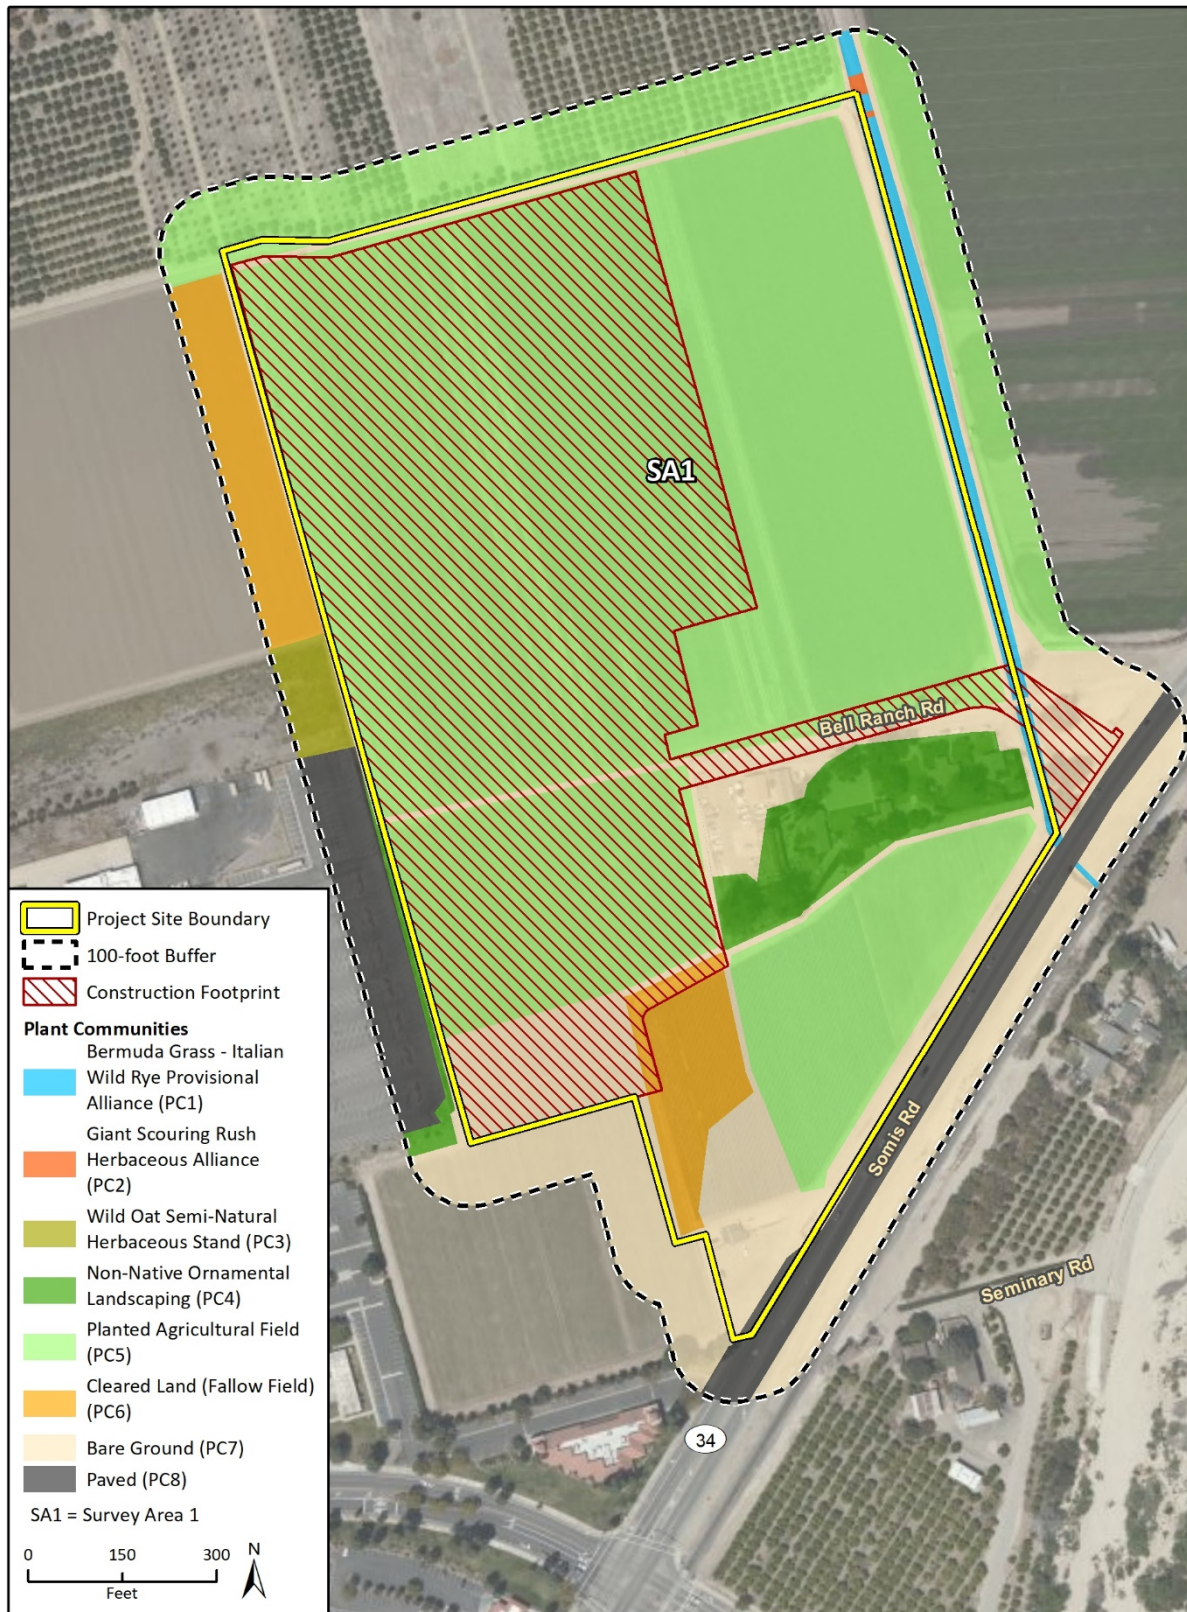 SA1
Bell Ranch Rd
Somis Rd
Seminary Rd
34
Project Site Boundary
100-foot Buffer
Construction Footprint
Plant Communities
Bermuda Grass - Italian
Wild Rye Provisional
Alliance (PC1)
Giant Scouring Rush
Herbaceous Alliance
(PC2)
Wild Oat Semi-Natural
Herbaceous Stand (PC3)
Non-Native Ornamental
Landscaping (PC4)
Planted Agricultural Field
(PC5)
Cleared Land (Fallow Field)
(PC6)
Bare Ground (PC7)
Paved (PC8)
SA1 = Survey Area 1
0 150 300
N
Feet